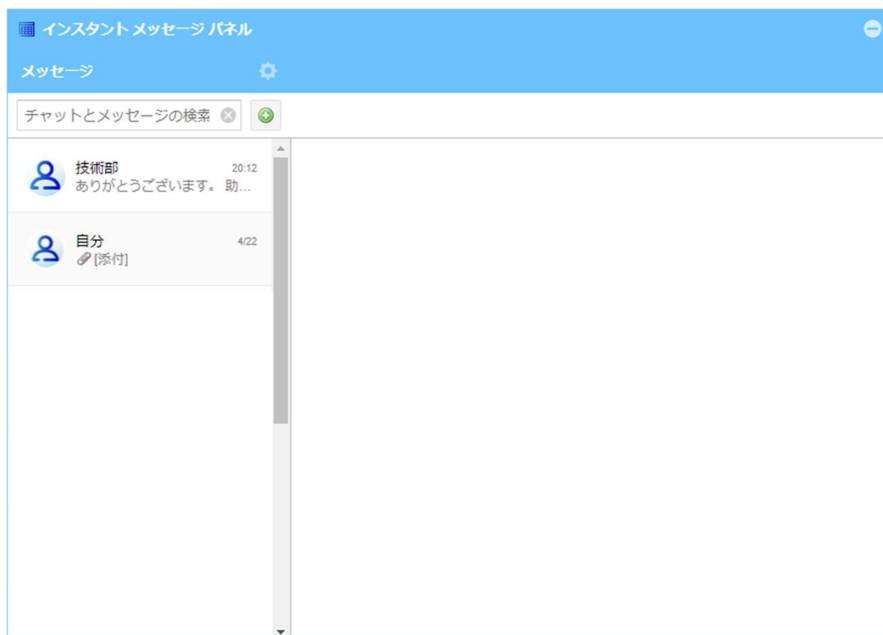 インスタント メッセージ パネル
メッセージ
チャットとメッセージの検索
技術部 20:12
ありがとうございます。 助...
自分 4/22
[添付]